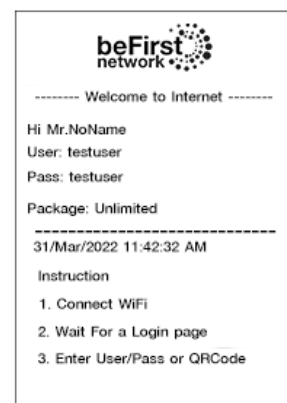 beFirst
network
-------- Welcome to Internet --------
Hi Mr.NoName
User: testuser
Pass: testuser
Package: Unlimited
------------------------------
31/Mar/2022 11:42:32 AM
Instruction
1. Connect WiFi
2. Wait For a Login page
3. Enter User/Pass or QRCode